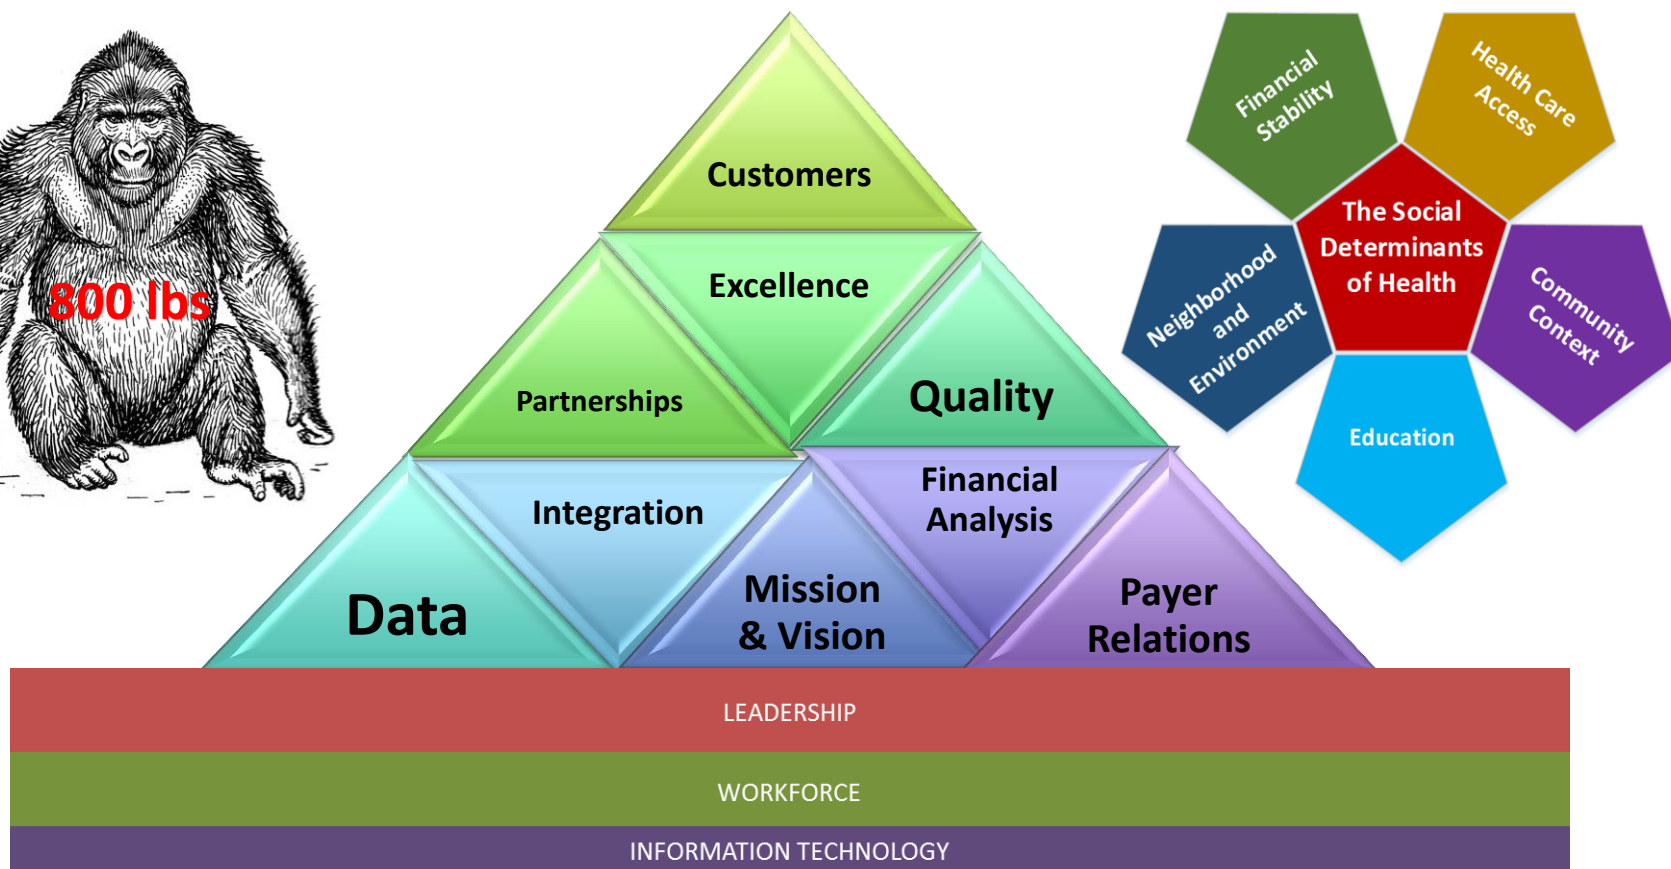 800 lbs
Customers
Excellence
Partnerships
Quality
Integration
Financial
Analysis
Data
Mission
& Vision
Payer
Relations
LEADERSHIP
WORKFORCE
INFORMATION TECHNOLOGY
Financial
Stability
Health Care
Access
The Social
Determinants
of Health
Neighborhood
and
Environment
Community
Context
Education